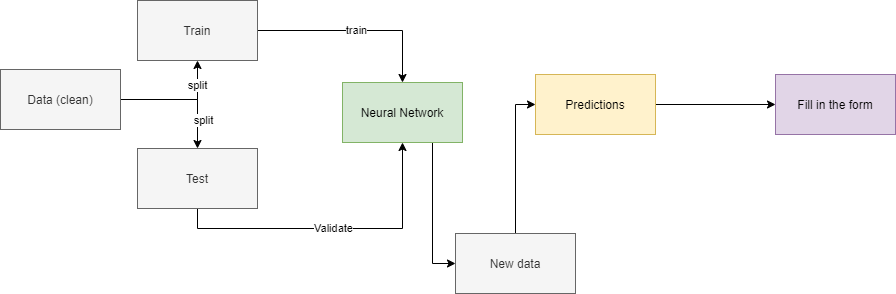 Train
train
Data (clean)
split
split
Neural Network
Predictions
Fill in the form
Test
Validate
New data